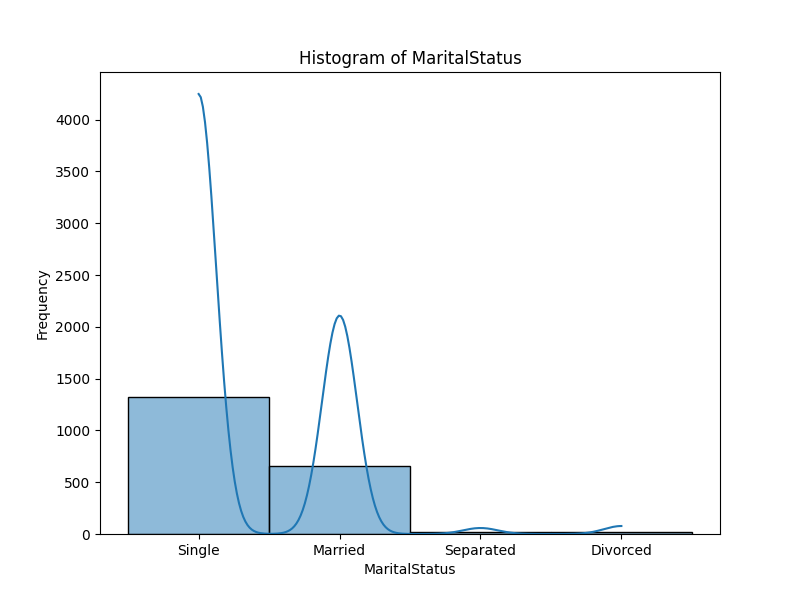 Histogram of MaritalStatus
4000
3500
3000
2500
2000
1500
1000
500
0
Frequency
Single Married Separated Divorced
MaritalStatus